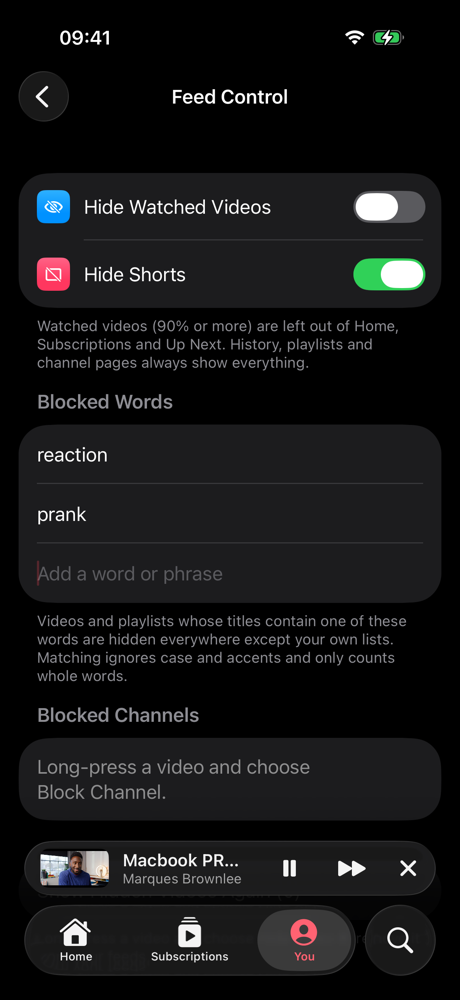 09:41
Feed Control
Hide Watched Videos
Hide Shorts
Watched videos (90% or more) are left out of Home,
Subscriptions and Up Next. History, playlists and
channel pages always show everything.
Blocked Words
reaction
prank
Add a word or phrase
Videos and playlists whose titles contain one of these
words are hidden everywhere except your own lists.
Matching ignores case and accents and only counts
whole words.
Blocked Channels
Long-press a video and choose
Block Channel.
Macbook PR...
Marques Brownlee
Home
Subscriptions
You